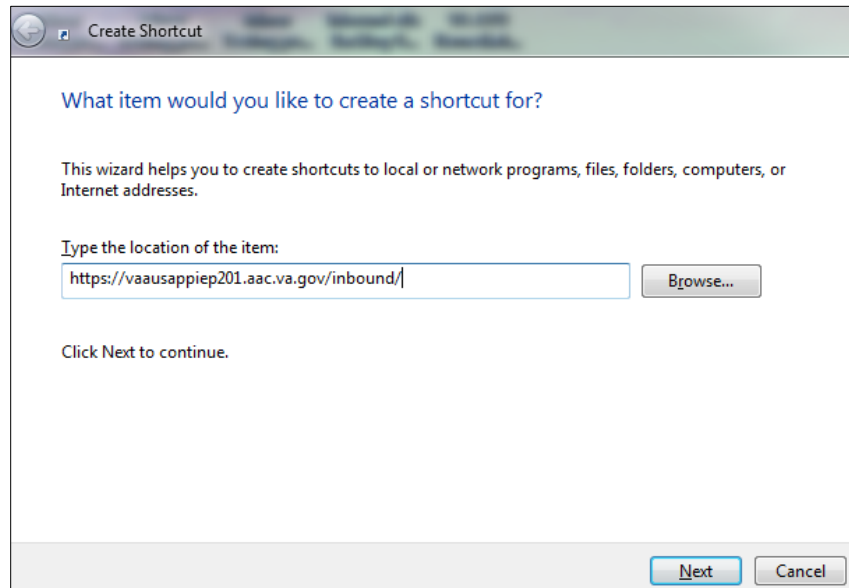 Create Shortcut
What item would you like to create a shortcut for?
This wizard helps you to create shortcuts to local or network programs, files, folders, computers, or
Internet addresses.
Type the location of the item:
https://vaausappiep201.aac.va.gov/inbound/
Browse...
Click Next to continue.
Next
Cancel